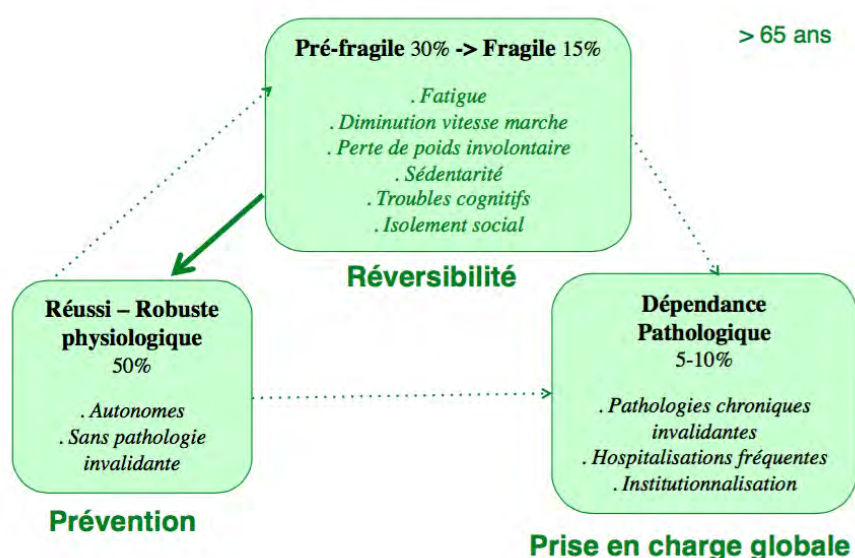 > 65 ans
Pré-fragile 30% -> Fragile 15%
. Fatigue
. Diminution vitesse marche
. Perte de poids involontaire
. Sédentarité
. Troubles cognitifs
. Isolement social
Réversibilité
Réussi – Robuste
physiologique
50%
. Autonomes
. Sans pathologie
invalidante
Prévention
Dépendance
Pathologique
5-10%
. Pathologies chroniques
invalidantes
. Hospitalisations fréquentes
. Institutionnalisation
Prise en charge globale